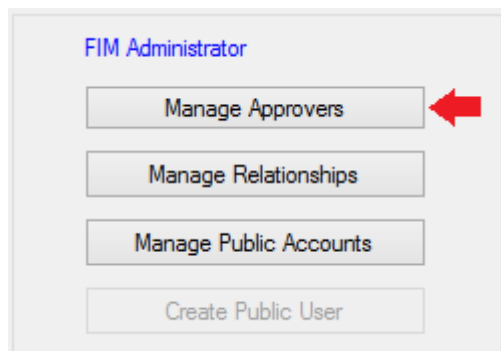 FIM Administrator
Manage Approvers
Manage Relationships
Manage Public Accounts
Create Public User